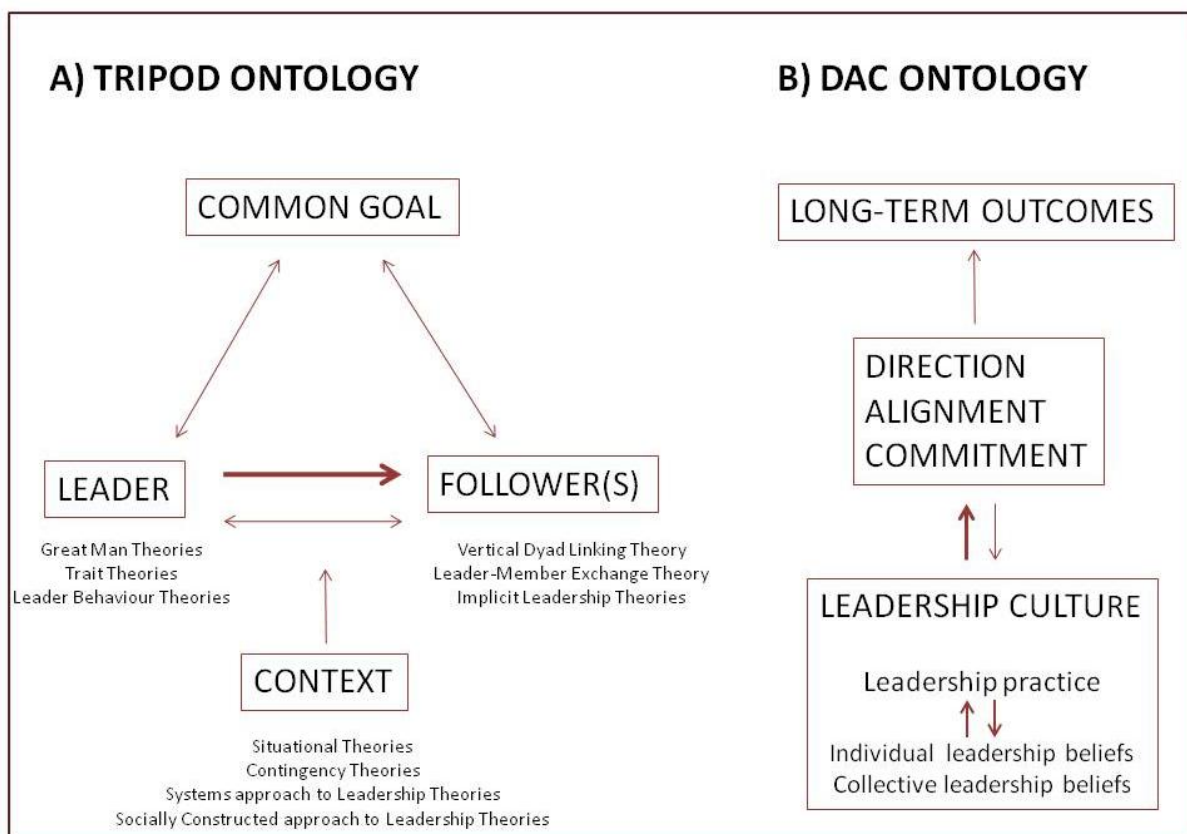 A) TRIPOD ONTOLOGY
COMMON GOAL
LEADER
FOLLOWER(S)
Great Man Theories
Trait Theories
Leader Behaviour Theories
Vertical Dyad Linking Theory
Leader-Member Exchange Theory
Implicit Leadership Theories
CONTEXT
Situational Theories
Contingency Theories
Systems approach to Leadership Theories
Socially Constructed approach to Leadership Theories
B) DAC ONTOLOGY
LONG-TERM OUTCOMES
DIRECTION
ALIGNMENT
COMMITMENT
LEADERSHIP CULTURE
Leadership practice
Individual leadership beliefs
Collective leadership beliefs